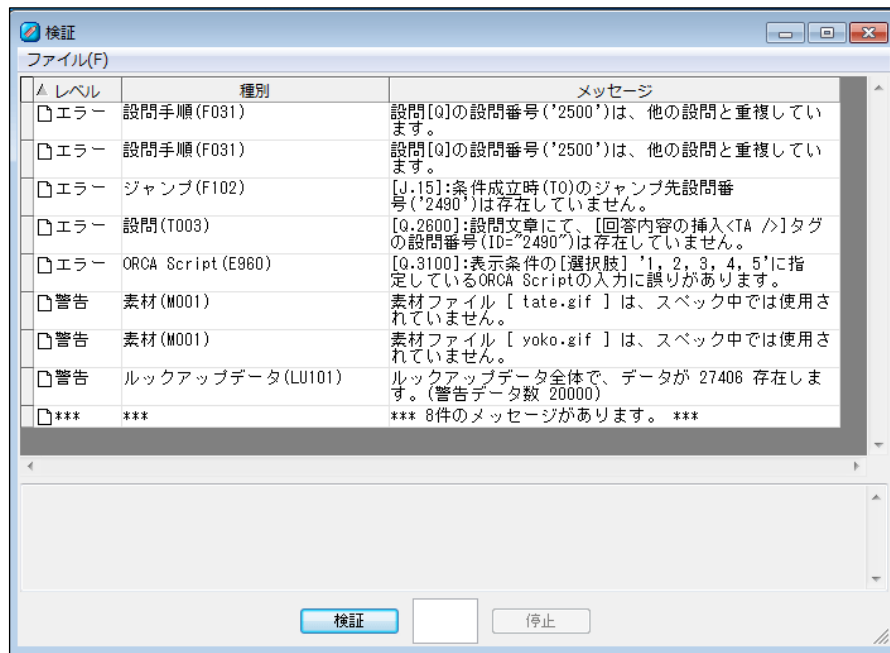 検証
ファイル(F)
レベル 種別 メッセージ
エラー 設問手順(F031) 設問[Q]の設問番号('2500')は、他の設問と重複してい
ます。
エラー 設問手順(F031) 設問[Q]の設問番号('2500')は、他の設問と重複してい
ます。
エラー ジャンプ(F102) [J.15]:条件成立時(TO)のジャンプ先設問番
号('2490')は存在していません。
エラー 設問(T003) [Q.2600]:設問文章にて、[回答内容の挿入<TA />]タグ
の設問番号(ID="2490")は存在していません。
エラー ORCA Script(E960) [Q.3100]:表示条件の[選択肢] '1, 2, 3, 4, 5'に指
定しているORCA Scriptの入力に誤りがあります。
警告 素材(M001) 素材ファイル [ tate.gif ] は、スペック中では使用さ
れていません。
警告 素材(M001) 素材ファイル [ yoko.gif ] は、スペック中では使用さ
れていません。
警告 ルックアップデータ(LU101) ルックアップデータ全体で、データが 27406 存在しま
す。(警告データ数 20000)
*** *** *** 8件のメッセージがあります。 ***
検証 停止